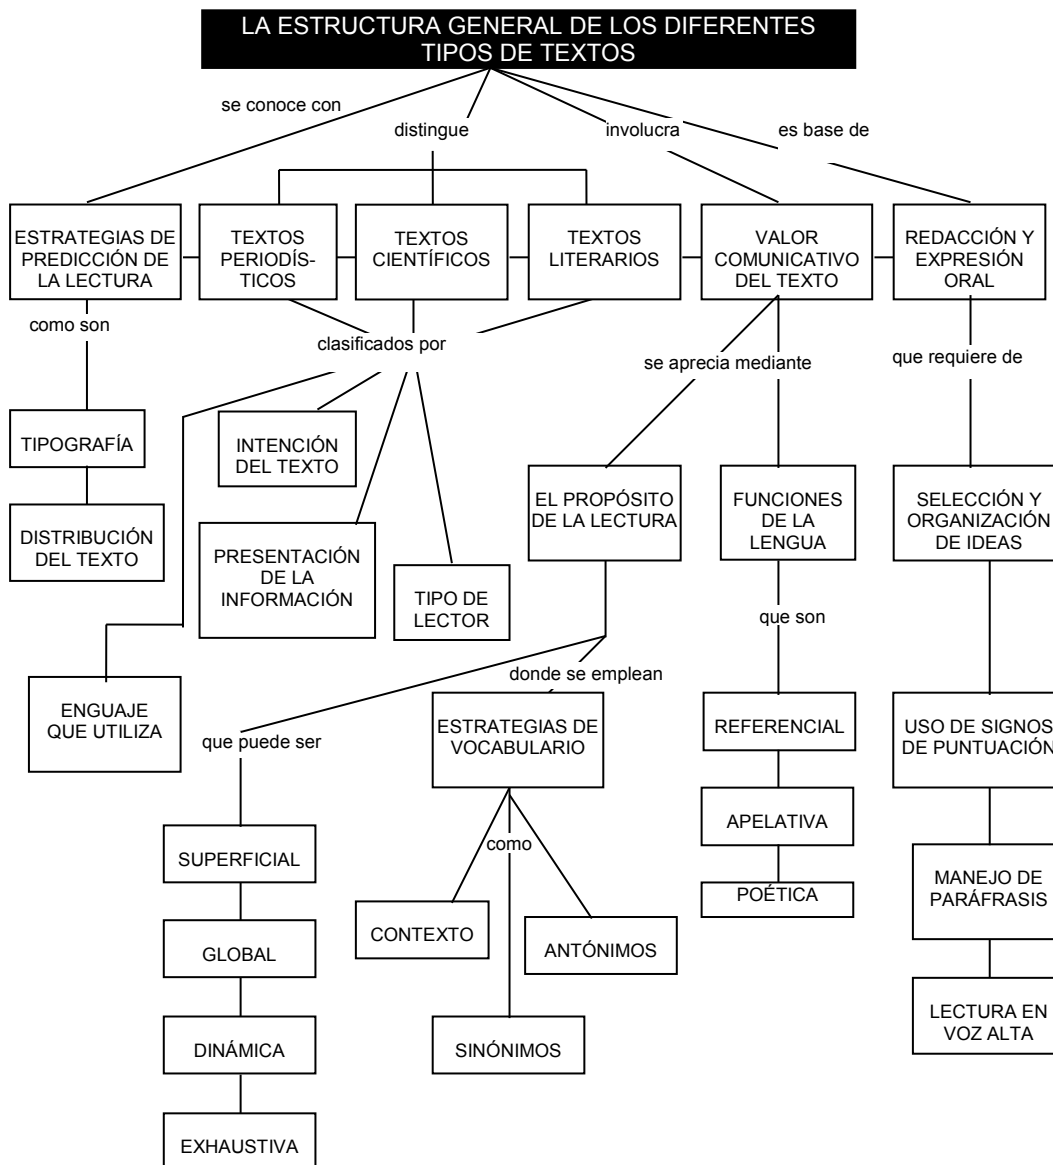 LA ESTRUCTURA GENERAL DE LOS DIFERENTES
TIPOS DE TEXTOS
se conoce con
distingue
involucra
es base de
ESTRATEGIAS DE
PREDICCIÓN DE
LA LECTURA
TEXTOS
PERIODÍS-
TICOS
TEXTOS
CIENTÍFICOS
TEXTOS
LITERARIOS
VALOR
COMUNICATIVO
DEL TEXTO
REDACCIÓN Y
EXPRESIÓN
ORAL
como son
clasificados por
se aprecia mediante
que requiere de
TIPOGRAFÍA
INTENCIÓN
DEL TEXTO
EL PROPÓSITO
DE LA LECTURA
FUNCIONES
DE LA
LENGUA
SELECCIÓN Y
ORGANIZACIÓN
DE IDEAS
DISTRIBUCIÓN
DEL TEXTO
PRESENTACIÓN
DE LA
INFORMACIÓN
TIPO DE
LECTOR
que son
donde se emplean
ENGUAJE
QUE UTILIZA
que puede ser
ESTRATEGIAS DE
VOCABULARIO
REFERENCIAL
USO DE SIGNOS
DE PUNTUACIÓN
APELATIVA
SUPERFICIAL
como
MANEJO DE
PARÁFRASIS
POÉTICA
CONTEXTO
ANTÓNIMOS
GLOBAL
LECTURA EN
VOZ ALTA
DINÁMICA
SINÓNIMOS
EXHAUSTIVA